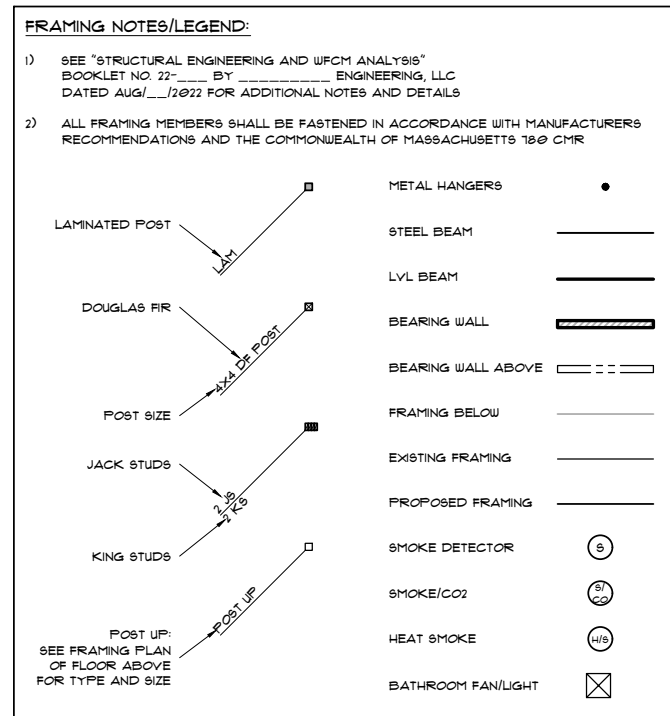 FRAMING NOTES/LEGEND:
1) SEE "STRUCTURAL ENGINEERING AND WFCM ANALYSIS"
BOOKLET NO. 22-___ BY _________ ENGINEERING, LLC
DATED AUG/__/2022 FOR ADDITIONAL NOTES AND DETAILS
2) ALL FRAMING MEMBERS SHALL BE FASTENED IN ACCORDANCE WITH MANUFACTURERS
RECOMMENDATIONS AND THE COMMONWEALTH OF MASSACHUSETTS 780 CMR
LAMINATED POST
LAM
DOUGLAS FIR
4X4 DF POST
POST SIZE
JACK STUDS
2 JS
2 KS
KING STUDS
POST UP
POST UP:
SEE FRAMING PLAN
OF FLOOR ABOVE
FOR TYPE AND SIZE
METAL HANGERS
STEEL BEAM
LVL BEAM
BEARING WALL
BEARING WALL ABOVE
FRAMING BELOW
EXISTING FRAMING
PROPOSED FRAMING
SMOKE DETECTOR
S
SMOKE/CO2
S/
CO
HEAT SMOKE
H/S
BATHROOM FAN/LIGHT